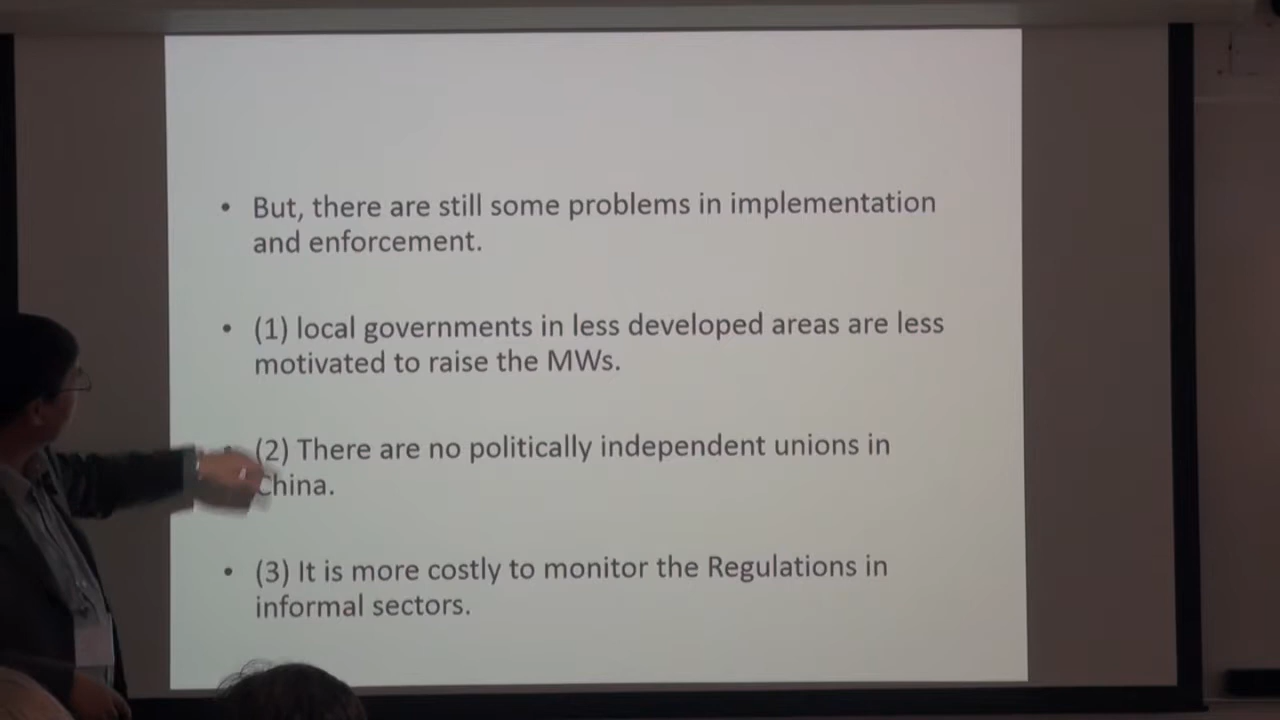 • But, there are still some problems in implementation
and enforcement.
• (1) local governments in less developed areas are less
motivated to raise the MWs.
• (2) There are no politically independent unions in
China.
• (3) It is more costly to monitor the Regulations in
informal sectors.